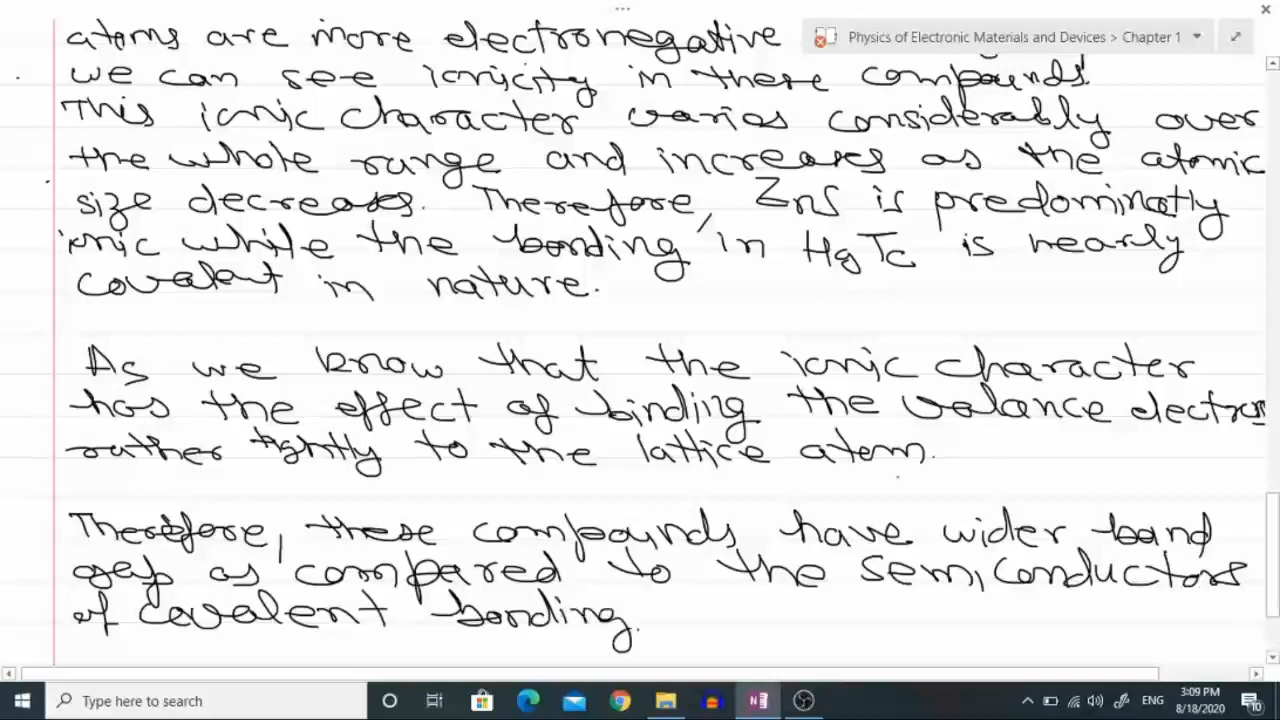 atoms are more electronegative
Physics of Electronic Materials and Devices > Chapter 1
we can see ionicity in these compounds.
This ionic character varies considerably over
the whole range and increases as the atomic
size decreases. Therefore, ZnS is predominatly
ionic while the bonding in HgTe is nearly
covalent in nature.
As we know that the ionic character
has the effect of binding the valance electrons
rather tightly to the lattice atom.
Therefore, these compounds have wider band
gap as compared to the semiconductors
of covalent bonding.
Type here to search
ENG
3:09 PM
8/18/2020
10